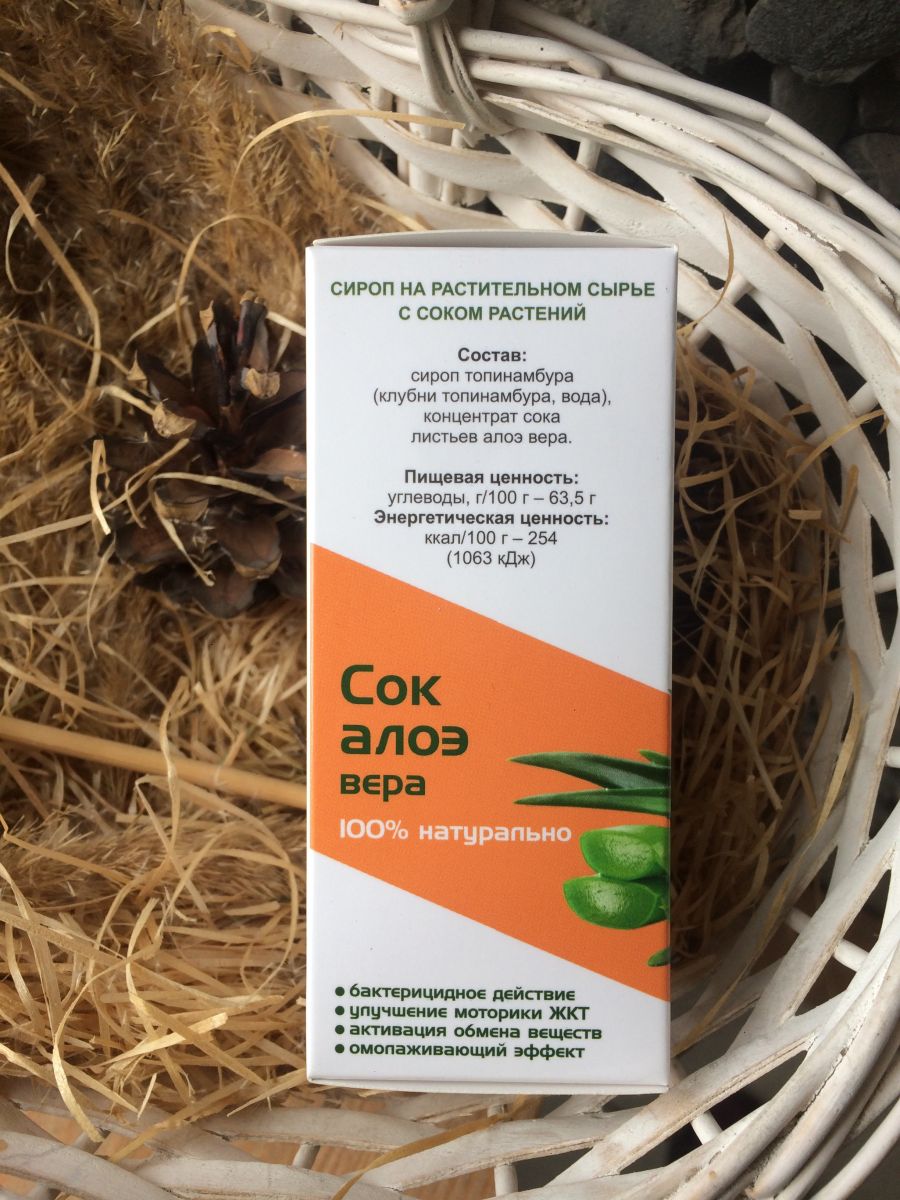 СИРОП НА РАСТИТЕЛЬНОМ СЫРЬЕ
С СОКОМ РАСТЕНИЙ
Состав:
сироп топинамбура
(клубни топинамбура, вода),
концентрат сока
листьев алоэ вера.
Пищевая ценность:
углеводы, г/100 г – 63,5 г
Энергетическая ценность:
ккал/100 г – 254
(1063 кДж)
Сок
алоэ
вера
100% натурально
• бактерицидное действие
• улучшение моторики ЖКТ
• активация обмена веществ
• омолаживающий эффект